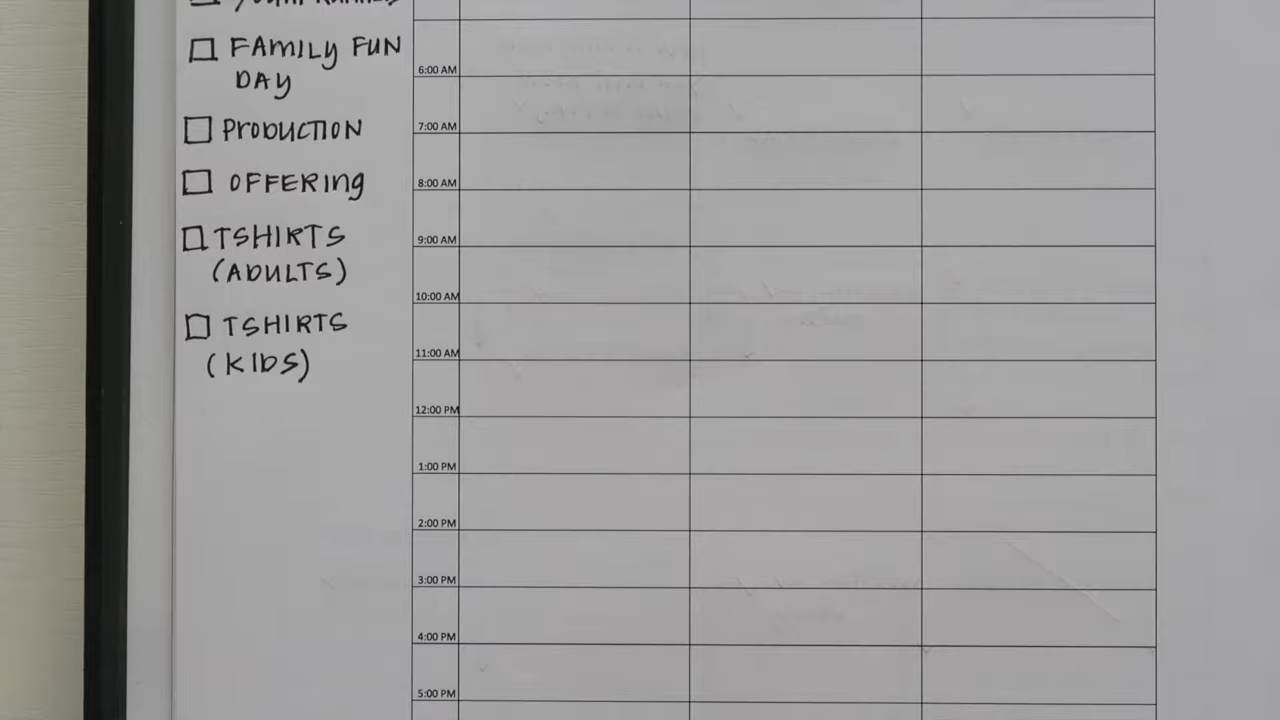 FAMILY FUN
DAY
PRODUCTION
OFFERING
TSHIRTS
(ADULTS)
TSHIRTS
(KIDS)
6:00 AM
7:00 AM
8:00 AM
9:00 AM
10:00 AM
11:00 AM
12:00 PM
1:00 PM
2:00 PM
3:00 PM
4:00 PM
5:00 PM